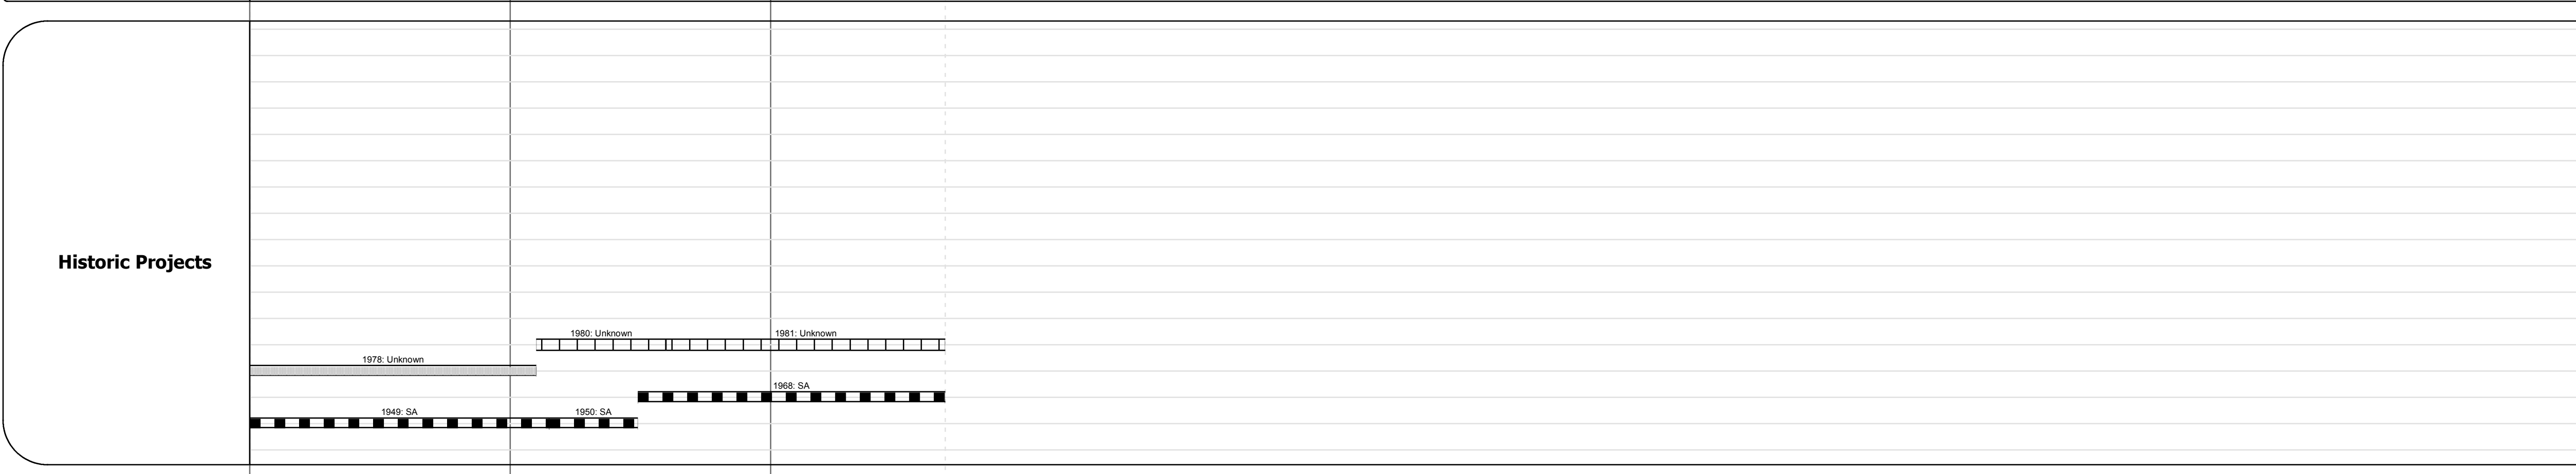 Historic Projects
1980: Unknown
1981: Unknown
1978: Unknown
1968: SA
1949: SA
1950: SA